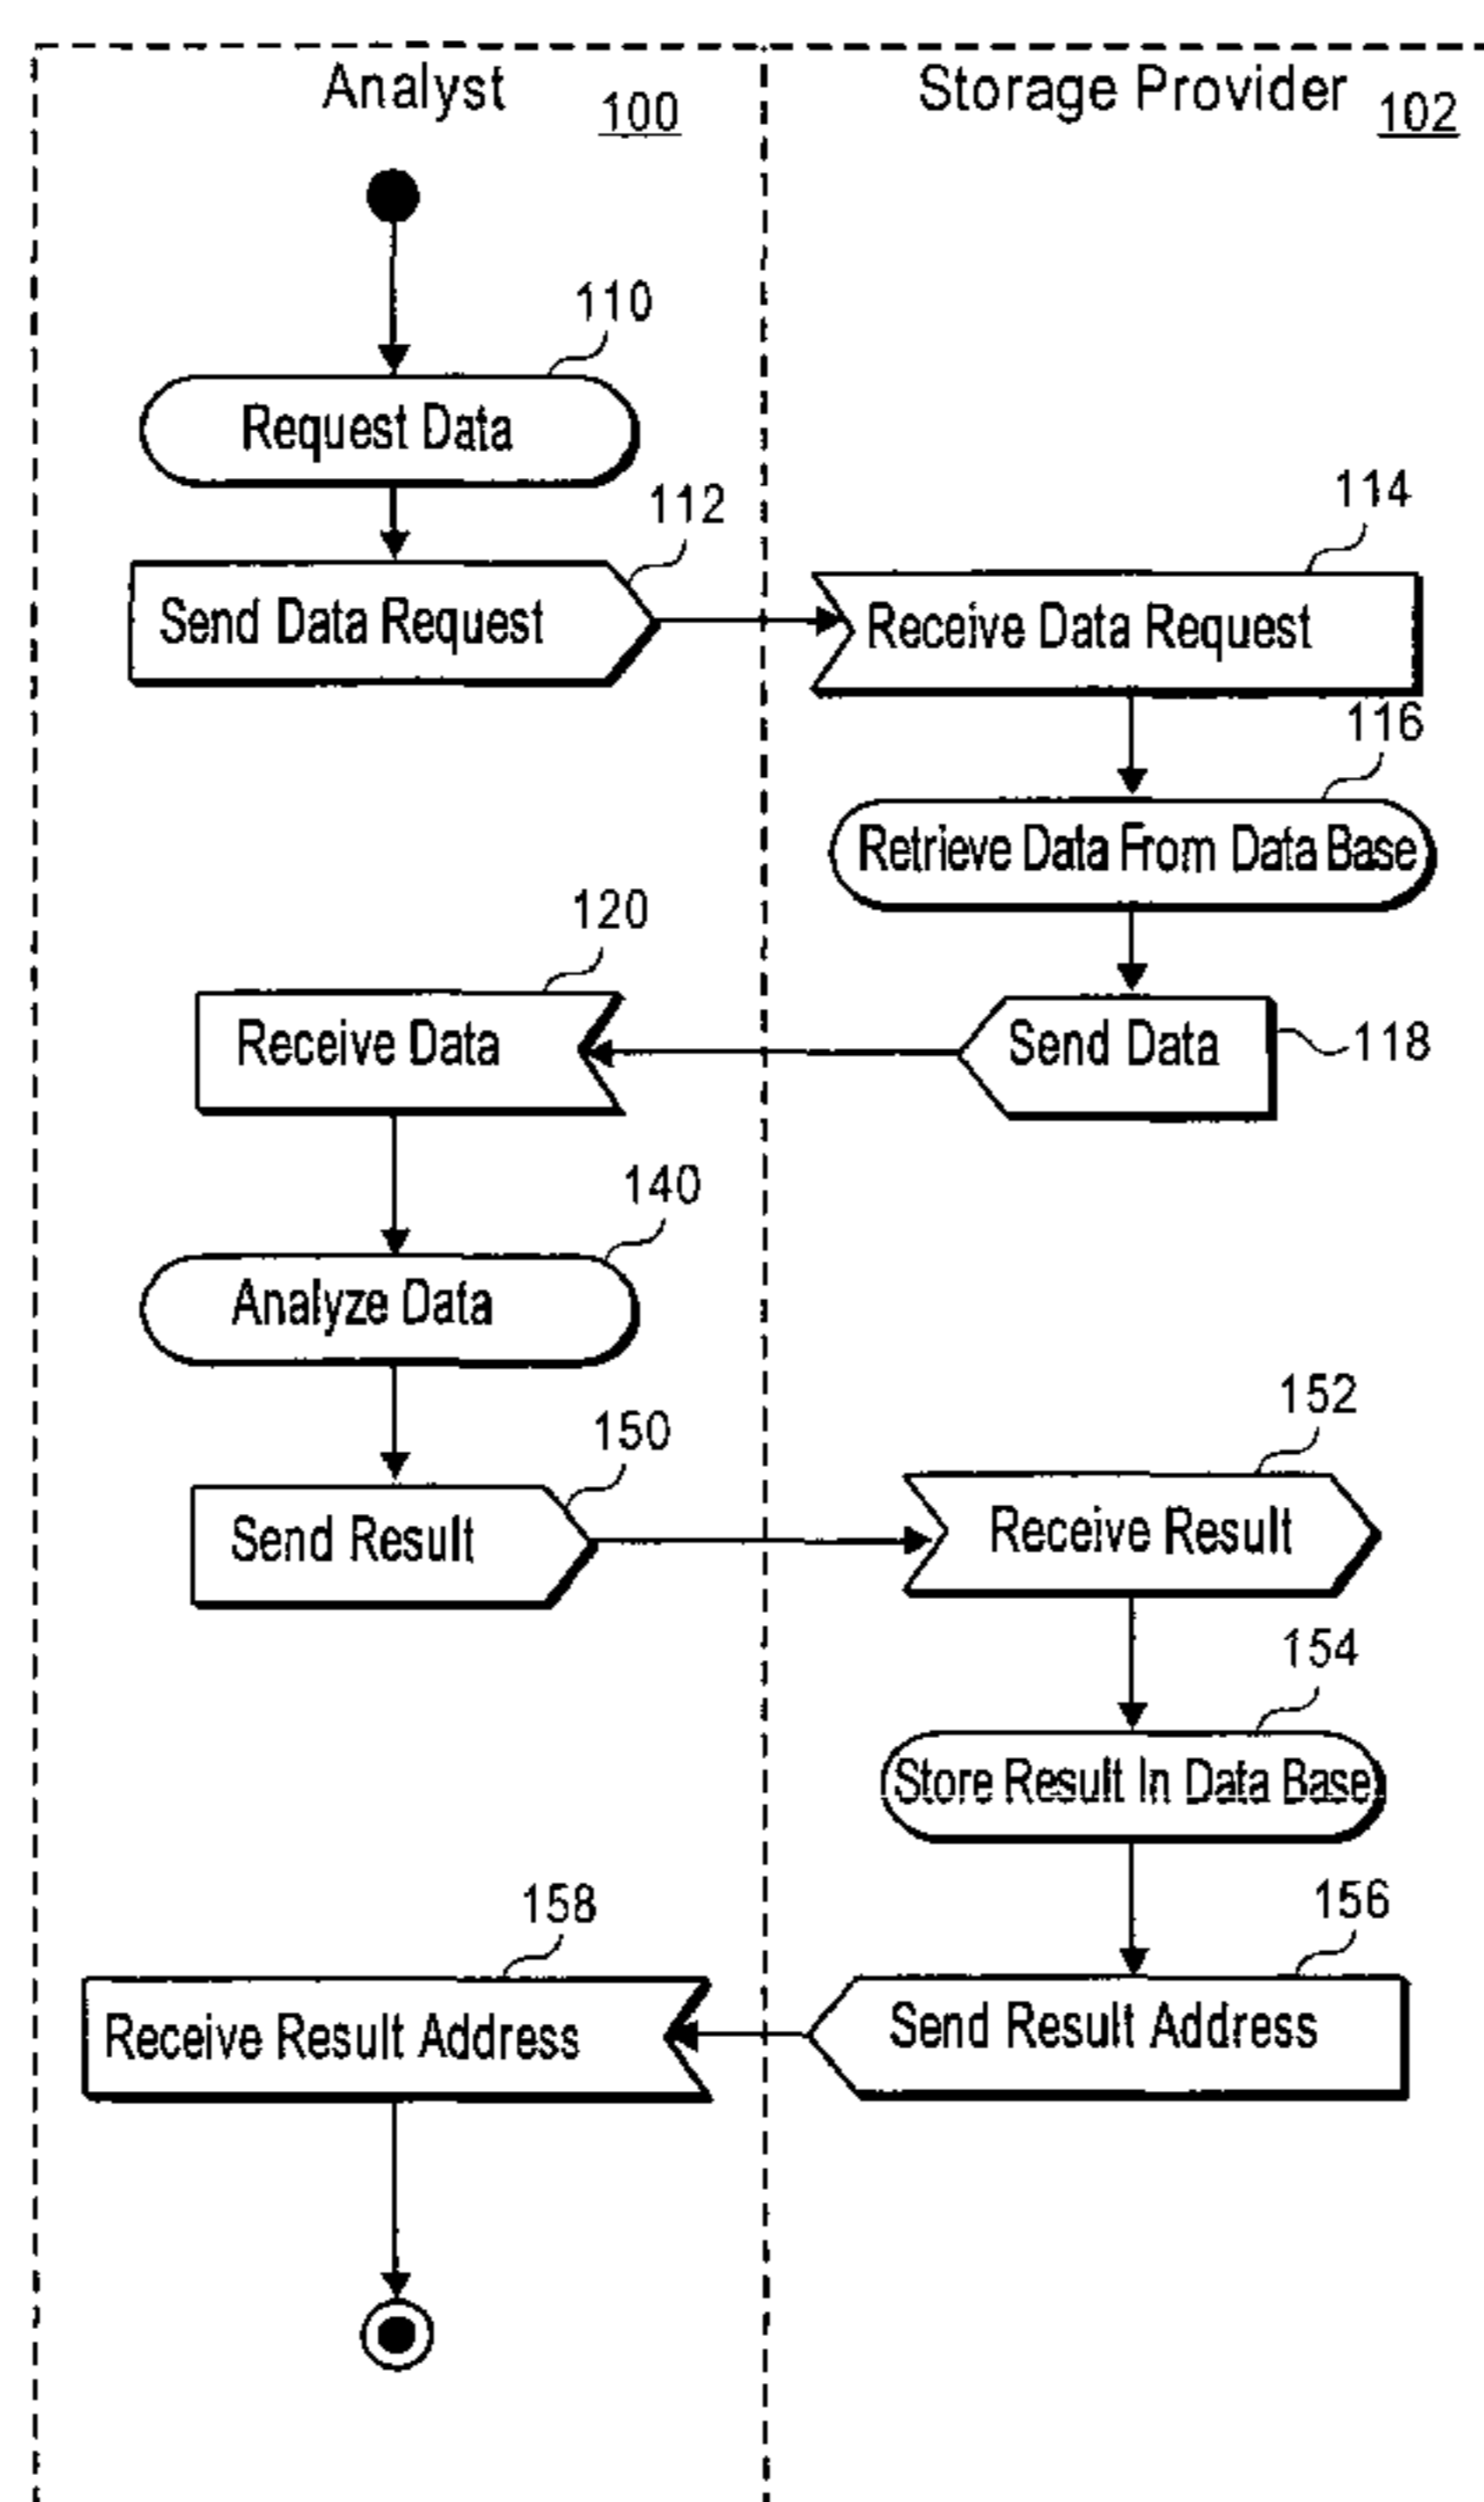 Analyst
100
Storage Provider
102
110
Request Data
112
Send Data Request
114
Receive Data Request
116
Retrieve Data From Data Base
120
Receive Data
Send Data
118
140
Analyze Data
150
Send Result
152
Receive Result
154
Store Result In Data Base
158
Receive Result Address
156
Send Result Address